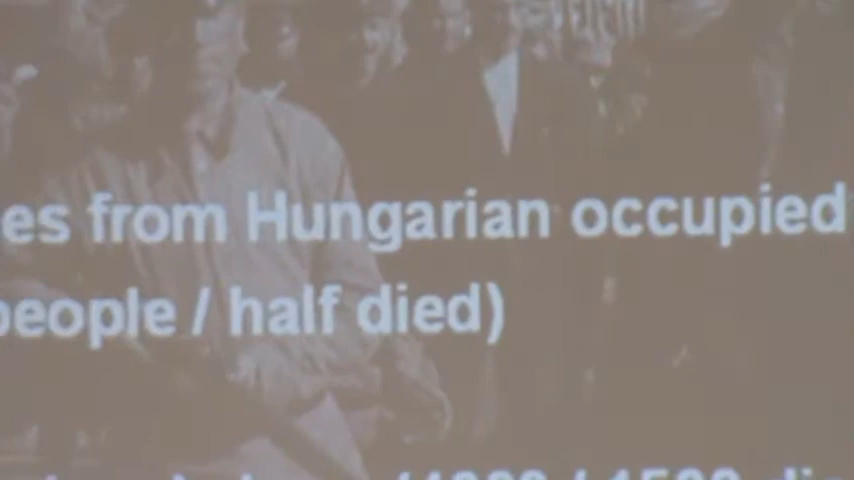 es from Hungarian occupied
people / half died)